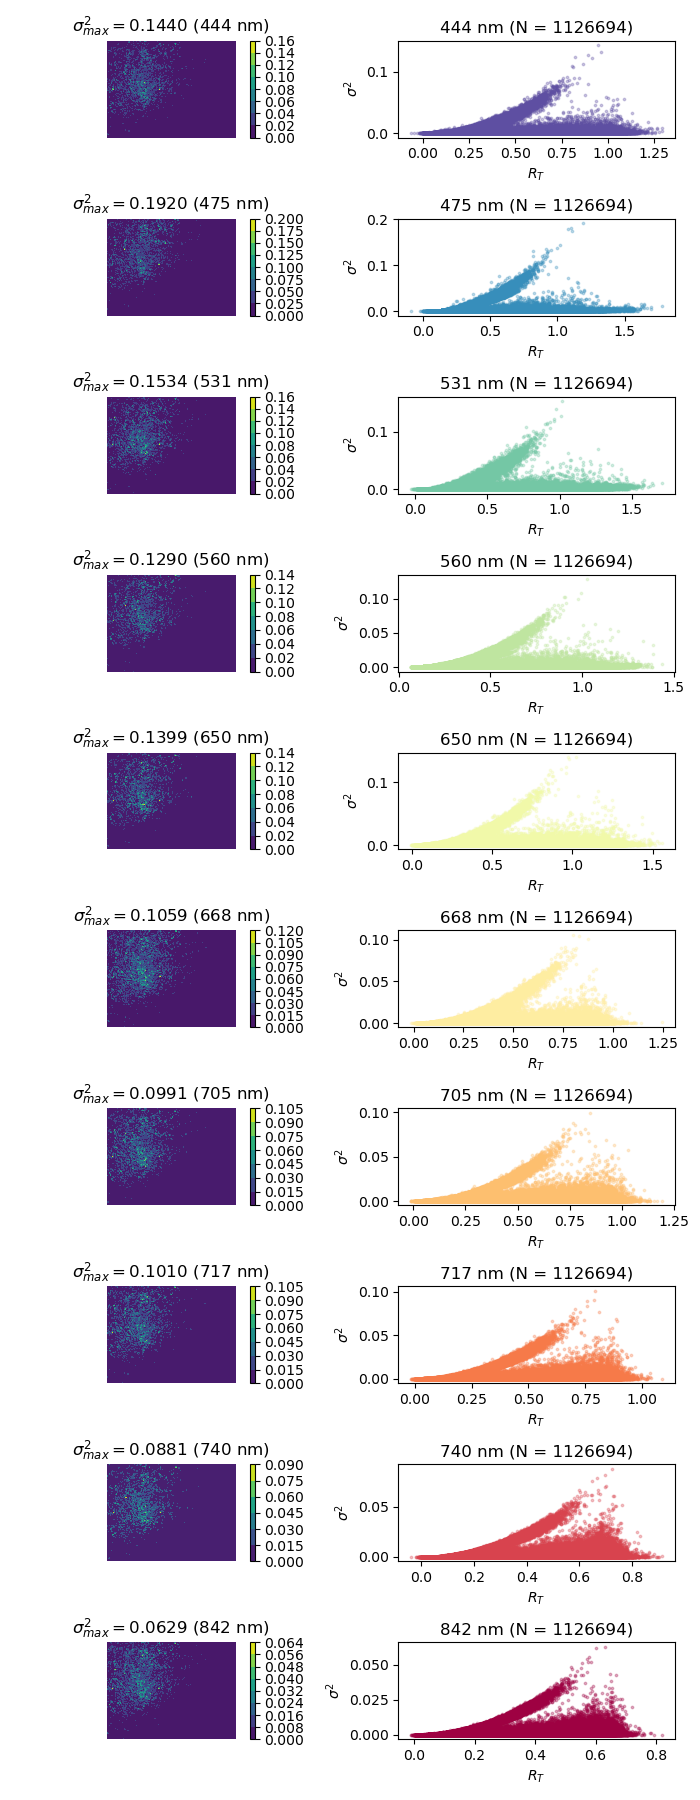 σ²max = 0.1440 (444 nm)
0.16
0.14
0.12
0.10
0.08
0.06
0.04
0.02
0.00
444 nm (N = 1126694)
σ²
0.1
0.0
0.00 0.25 0.50 0.75 1.00 1.25
R_T
σ²max = 0.1920 (475 nm)
0.200
0.175
0.150
0.125
0.100
0.075
0.050
0.025
0.000
475 nm (N = 1126694)
σ²
0.2
0.1
0.0
0.0 0.5 1.0 1.5
R_T
σ²max = 0.1534 (531 nm)
0.16
0.14
0.12
0.10
0.08
0.06
0.04
0.02
0.00
531 nm (N = 1126694)
σ²
0.1
0.0
0.0 0.5 1.0 1.5
R_T
σ²max = 0.1290 (560 nm)
0.14
0.12
0.10
0.08
0.06
0.04
0.02
0.00
560 nm (N = 1126694)
σ²
0.10
0.05
0.00
0.0 0.5 1.0 1.5
R_T
σ²max = 0.1399 (650 nm)
0.14
0.12
0.10
0.08
0.06
0.04
0.02
0.00
650 nm (N = 1126694)
σ²
0.1
0.0
0.0 0.5 1.0 1.5
R_T
σ²max = 0.1059 (668 nm)
0.120
0.105
0.090
0.075
0.060
0.045
0.030
0.015
0.000
668 nm (N = 1126694)
σ²
0.10
0.05
0.00
0.00 0.25 0.50 0.75 1.00 1.25
R_T
σ²max = 0.0991 (705 nm)
0.105
0.090
0.075
0.060
0.045
0.030
0.015
0.000
705 nm (N = 1126694)
σ²
0.10
0.05
0.00
0.00 0.25 0.50 0.75 1.00 1.25
R_T
σ²max = 0.1010 (717 nm)
0.105
0.090
0.075
0.060
0.045
0.030
0.015
0.000
717 nm (N = 1126694)
σ²
0.10
0.05
0.00
0.00 0.25 0.50 0.75 1.00
R_T
σ²max = 0.0881 (740 nm)
0.090
0.075
0.060
0.045
0.030
0.015
0.000
740 nm (N = 1126694)
σ²
0.05
0.00
0.0 0.2 0.4 0.6 0.8
R_T
σ²max = 0.0629 (842 nm)
0.064
0.056
0.048
0.040
0.032
0.024
0.016
0.008
0.000
842 nm (N = 1126694)
σ²
0.050
0.025
0.000
0.0 0.2 0.4 0.6 0.8
R_T